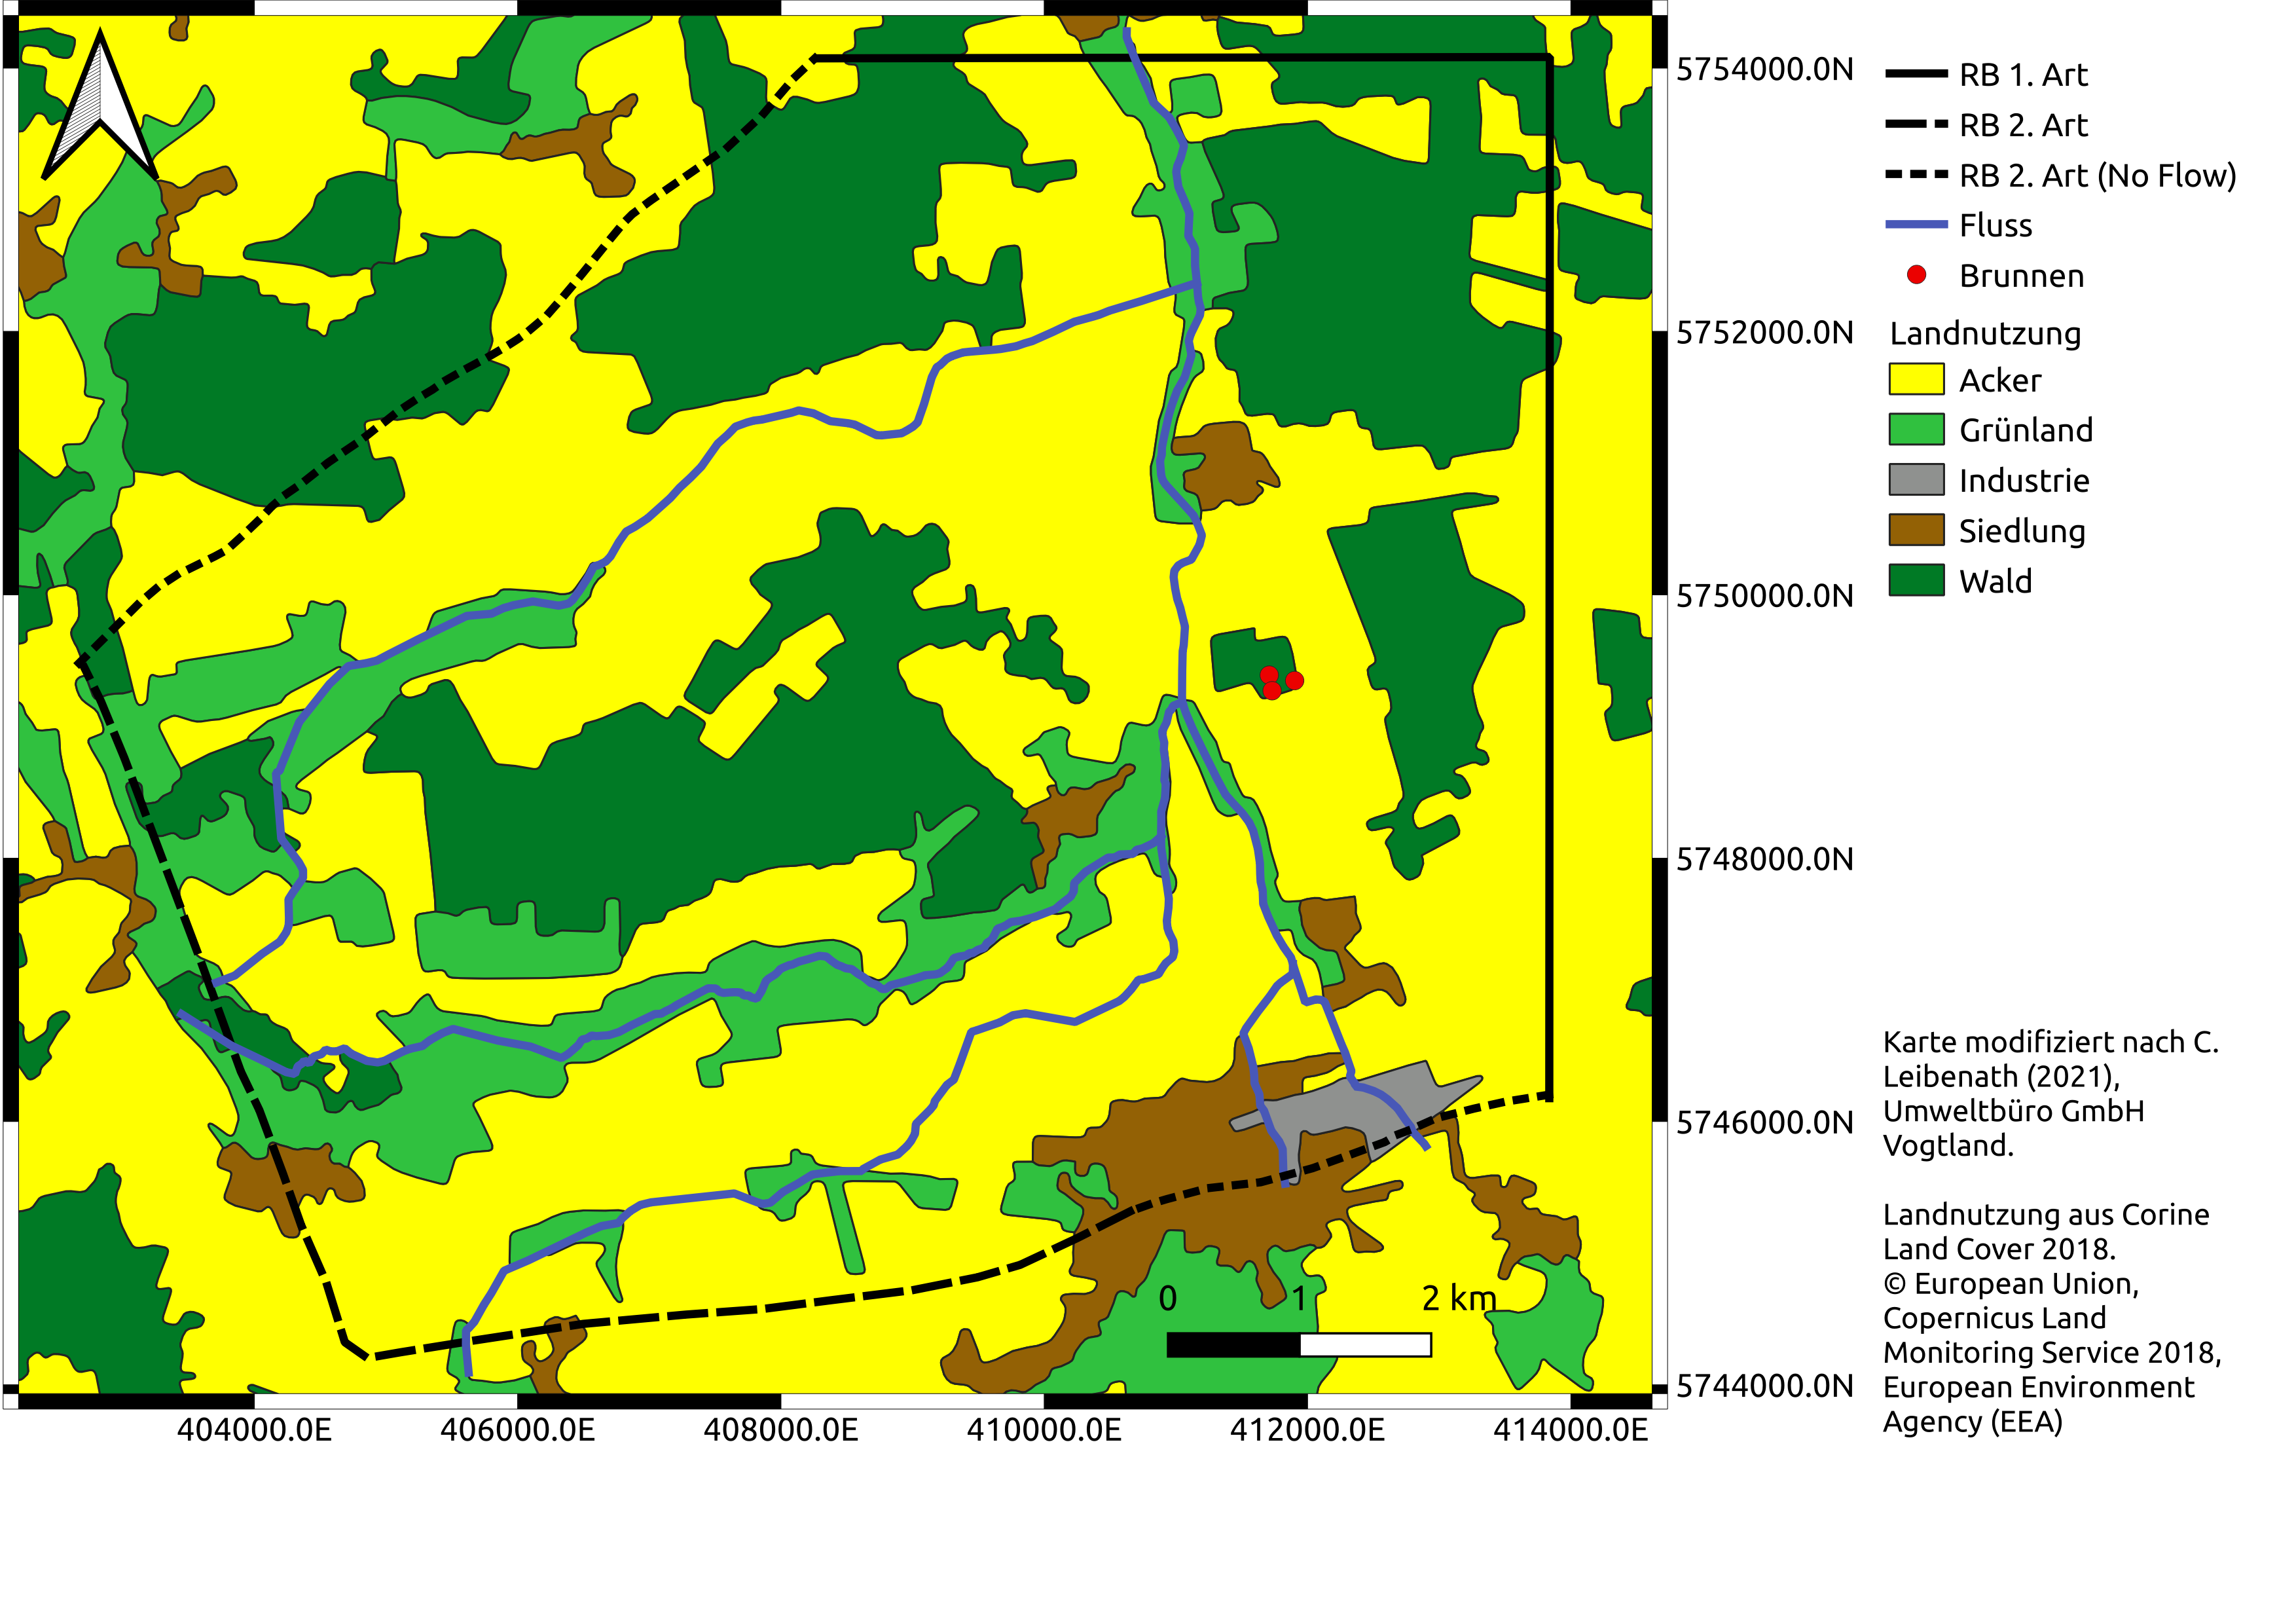 5754000.0N
5752000.0N
5750000.0N
5748000.0N
5746000.0N
5744000.0N
404000.0E
406000.0E
408000.0E
410000.0E
412000.0E
414000.0E
0 1 2 km
RB 1. Art
RB 2. Art
RB 2. Art (No Flow)
Fluss
Brunnen
Landnutzung
Acker
Grünland
Industrie
Siedlung
Wald
Karte modifiziert nach C.
Leibenath (2021),
Umweltbüro GmbH
Vogtland.
Landnutzung aus Corine
Land Cover 2018.
© European Union,
Copernicus Land
Monitoring Service 2018,
European Environment
Agency (EEA)